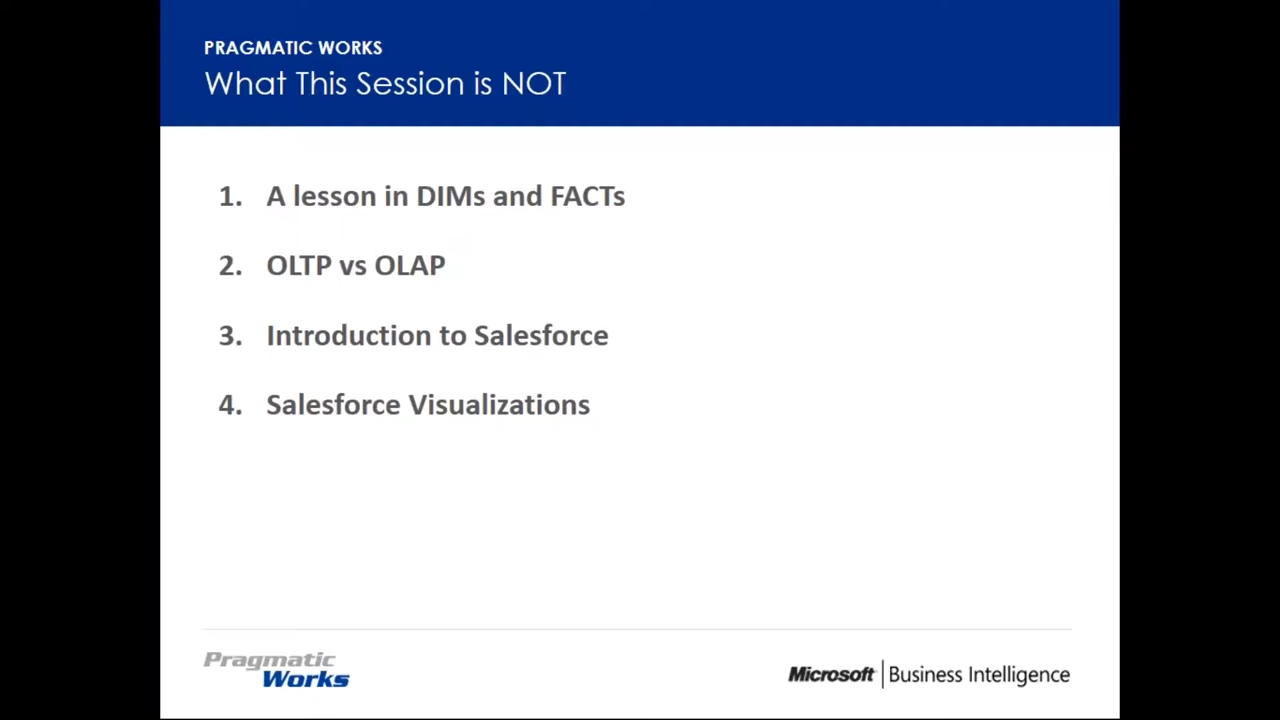 PRAGMATIC WORKS
What This Session is NOT
1. A lesson in DIMs and FACTs
2. OLTP vs OLAP
3. Introduction to Salesforce
4. Salesforce Visualizations
Pragmatic
Works
Microsoft | Business Intelligence